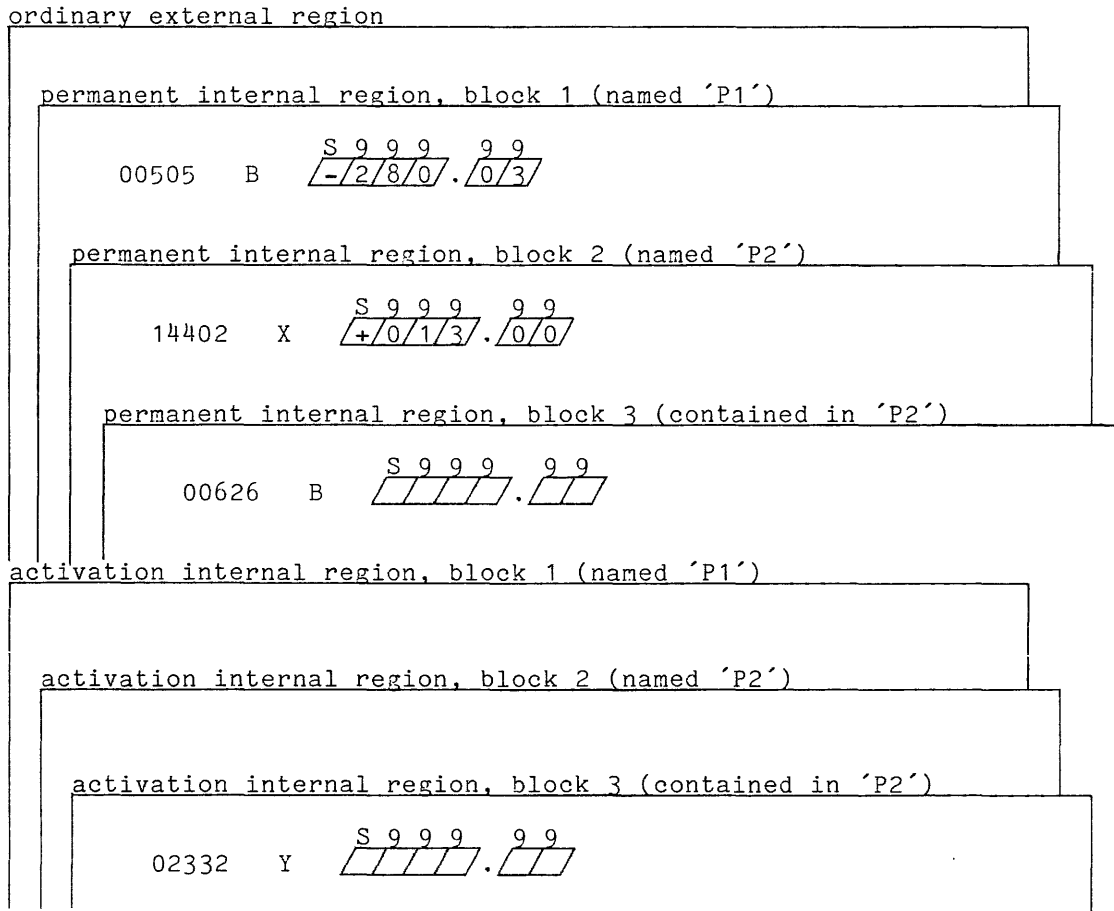 ordinary external region
permanent internal region, block 1 (named ´P1´)
S 9 9 9 9 9
00505 B /-/2/8/0/./0/3/
permanent internal region, block 2 (named ´P2´)
S 9 9 9 9 9
14402 X /+/0/1/3/./0/0/
permanent internal region, block 3 (contained in ´P2´)
S 9 9 9 9 9
00626 B / / / / /./ / /
activation internal region, block 1 (named ´P1´)
activation internal region, block 2 (named ´P2´)
activation internal region, block 3 (contained in ´P2´)
S 9 9 9 9 9
02332 Y / / / / /./ / /